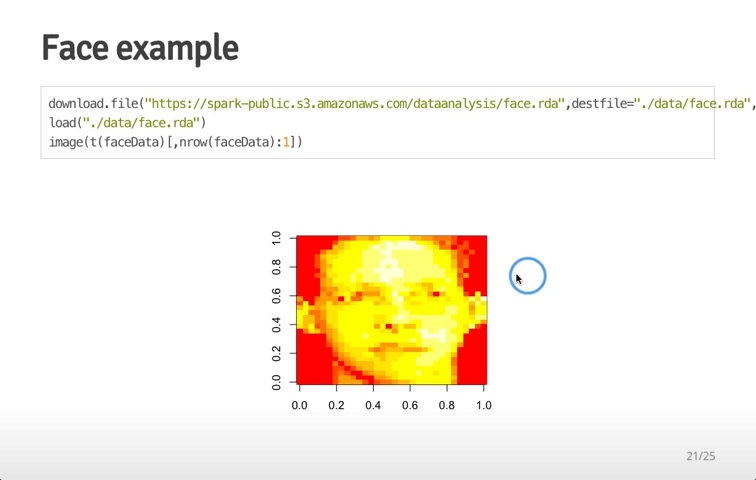 Face example
download.file("https://spark-public.s3.amazonaws.com/dataanalysis/face.rda",destfile="./data/face.rda",
load("./data/face.rda")
image(t(faceData)[,nrow(faceData):1])
1.0
0.8
0.6
0.4
0.2
0.0
0.0 0.2 0.4 0.6 0.8 1.0
21/25